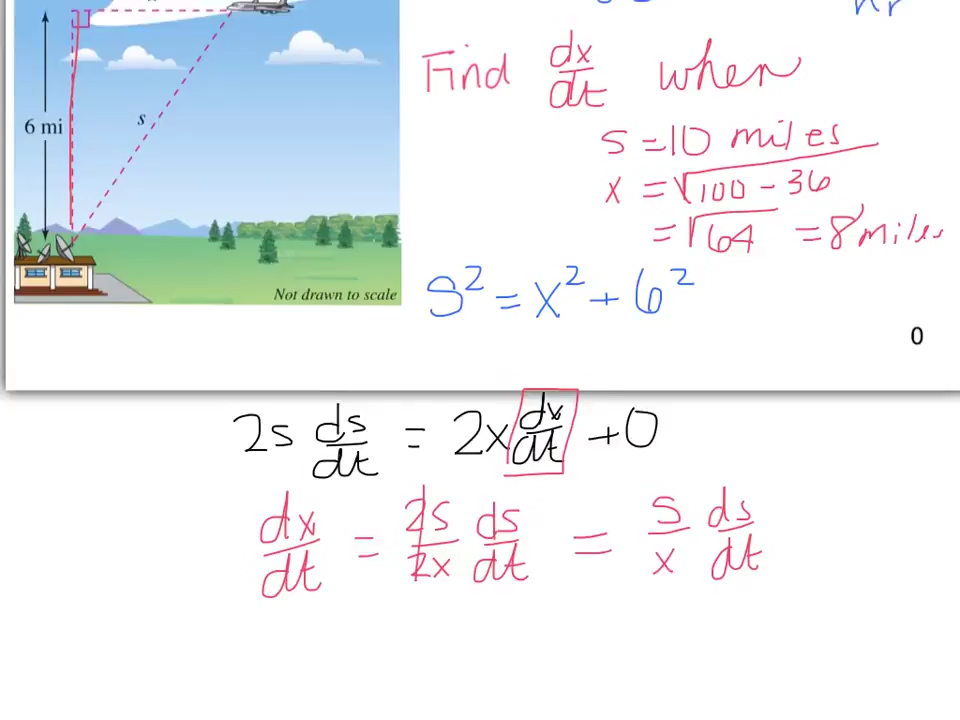 Find dx/dt when
s = 10 miles
x = √100 - 36
= √64 = 8 miles
6 mi
s
Not drawn to scale
S² = x² + 6²
0
2s ds/dt = 2x dx/dt + 0
dx/dt = 2s/2x ds/dt = s/x ds/dt